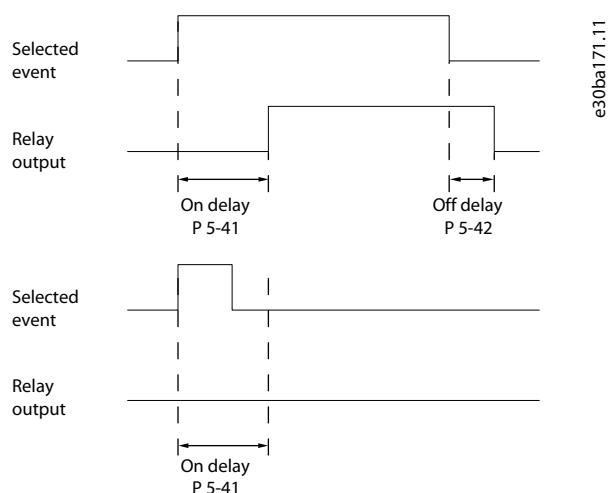 Selected
event
Relay
output
On delay
P 5-41
Off delay
P 5-42
Selected
event
Relay
output
On delay
P 5-41
e30ba171.11